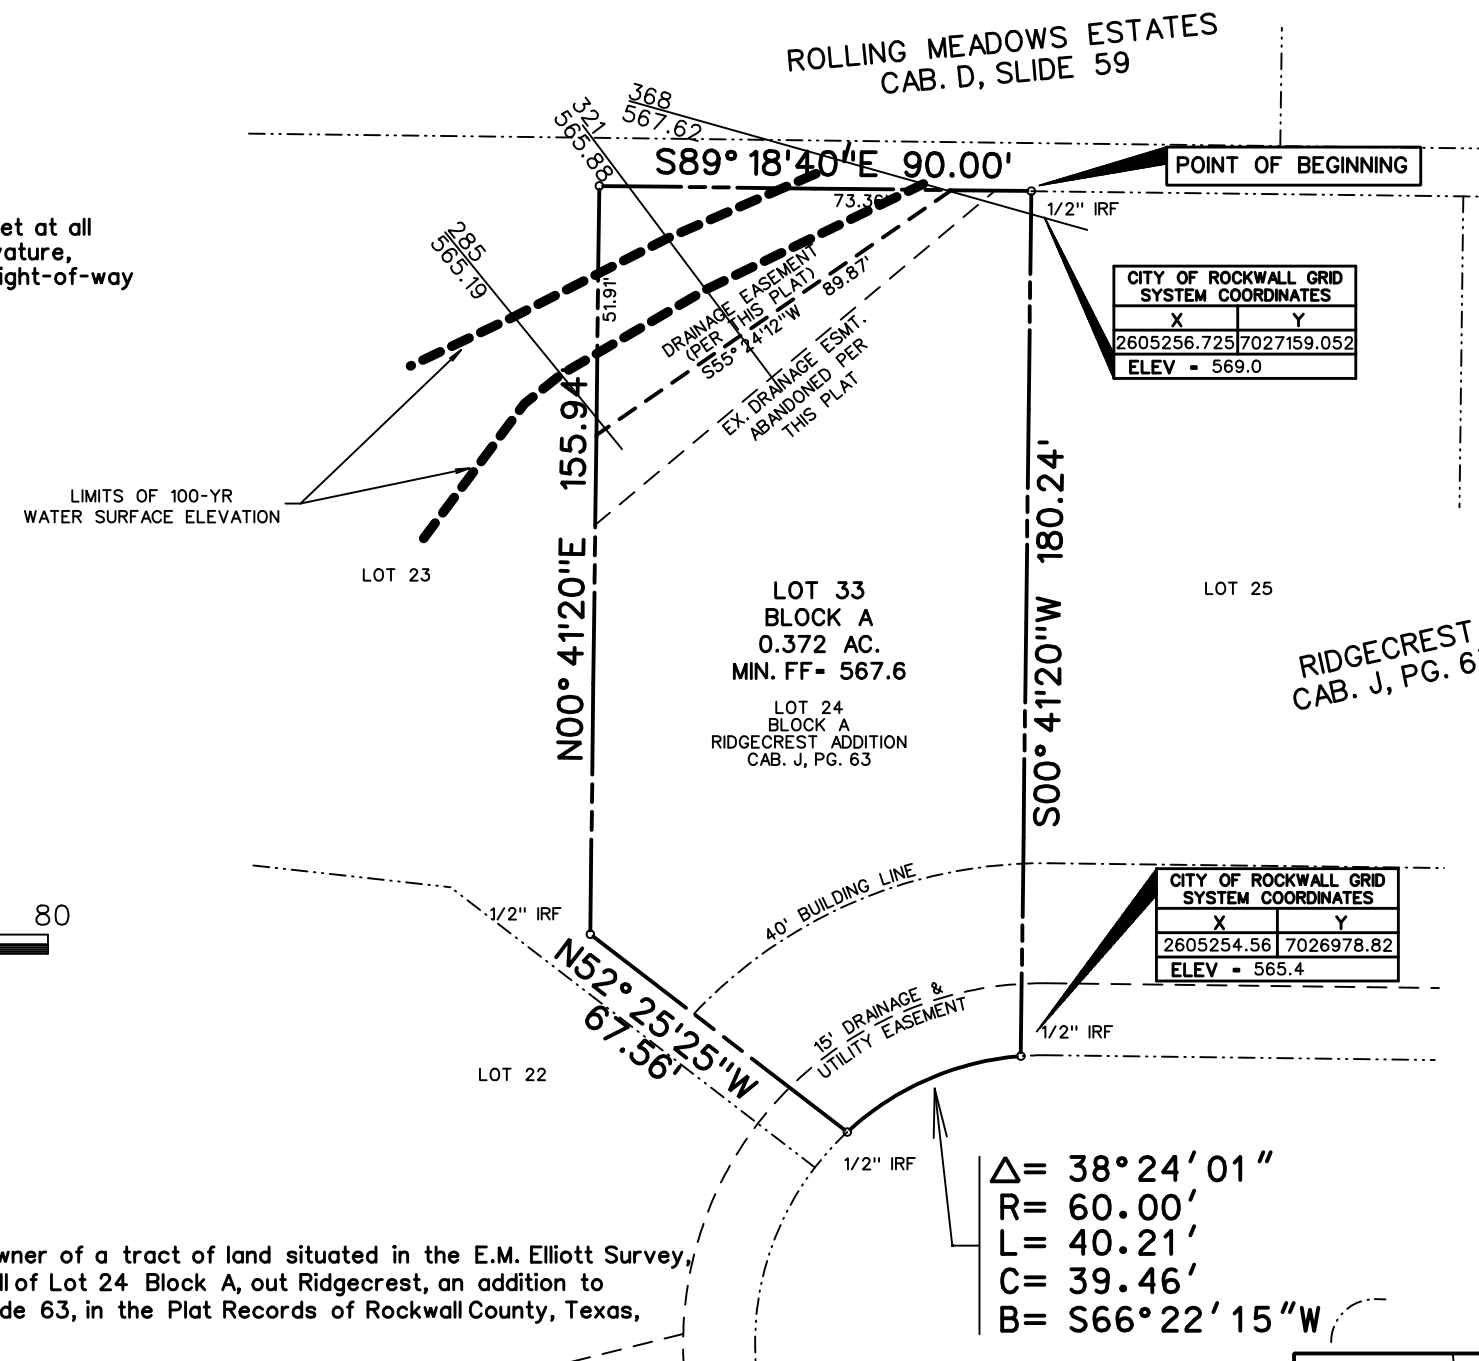 ROLLING MEADOWS ESTATES
CAB. D, SLIDE 59
368
567.62
321
565.88
285
565.19
S89° 18'40"E 90.00'
73.36'
POINT OF BEGINNING
1/2" IRF
CITY OF ROCKWALL GRID
SYSTEM COORDINATES
X Y
2605256.725 7027159.052
ELEV = 569.0
et at all
vature,
ight-of-way
51.91'
DRAINAGE EASEMENT
(PER THIS PLAT)
S55° 24'12"W 89.87'
EX. DRAINAGE ESMT.
ABANDONED PER
THIS PLAT
N00° 41'20"E 155.94'
S00° 41'20"W 180.24'
LIMITS OF 100-YR
WATER SURFACE ELEVATION
LOT 23
LOT 33
BLOCK A
0.372 AC.
MIN. FF= 567.6
LOT 24
BLOCK A
RIDGECREST ADDITION
CAB. J, PG. 63
LOT 25
RIDGECREST
CAB. J, PG. 6
80
1/2" IRF
N52° 25'25"W
67.56'
40' BUILDING LINE
15' DRAINAGE &
UTILITY EASEMENT
CITY OF ROCKWALL GRID
SYSTEM COORDINATES
X Y
2605254.56 7026978.82
ELEV = 565.4
1/2" IRF
LOT 22
1/2" IRF
Δ= 38°24'01"
R= 60.00'
L= 40.21'
C= 39.46'
B= S66°22'15"W
wner of a tract of land situated in the E.M. Elliott Survey,
ll of Lot 24 Block A, out Ridgecrest, an addition to
de 63, in the Plat Records of Rockwall County, Texas,